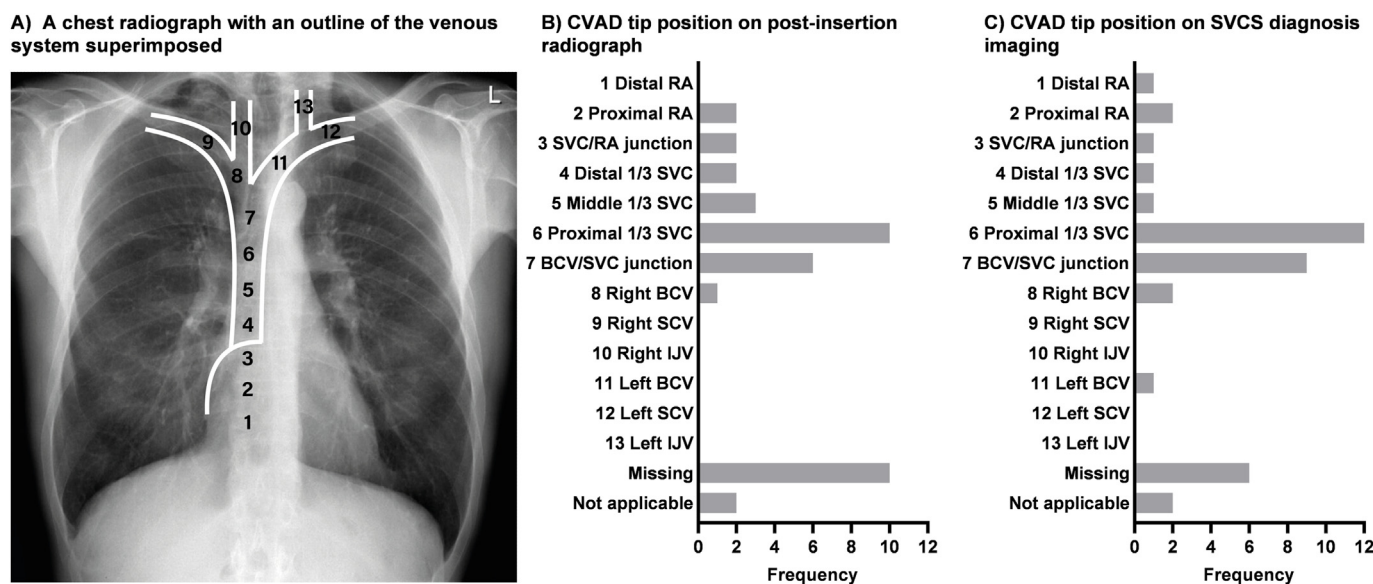 A) A chest radiograph with an outline of the venous
system superimposed
L
13
10
12
9
11
8
7
6
5
4
3
2
1
B) CVAD tip position on post-insertion
radiograph
1 Distal RA
2 Proximal RA
3 SVC/RA junction
4 Distal 1/3 SVC
5 Middle 1/3 SVC
6 Proximal 1/3 SVC
7 BCV/SVC junction
8 Right BCV
9 Right SCV
10 Right IJV
11 Left BCV
12 Left SCV
13 Left IJV
Missing
Not applicable
0 2 4 6 8 10 12
Frequency
C) CVAD tip position on SVCS diagnosis
imaging
1 Distal RA
2 Proximal RA
3 SVC/RA junction
4 Distal 1/3 SVC
5 Middle 1/3 SVC
6 Proximal 1/3 SVC
7 BCV/SVC junction
8 Right BCV
9 Right SCV
10 Right IJV
11 Left BCV
12 Left SCV
13 Left IJV
Missing
Not applicable
0 2 4 6 8 10 12
Frequency